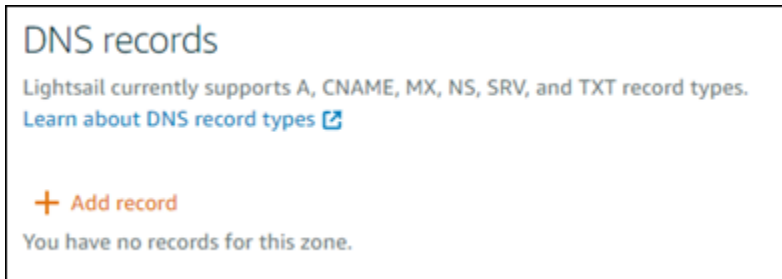 DNS records
Lightsail currently supports A, CNAME, MX, NS, SRV, and TXT record types.
Learn about DNS record types
+ Add record
You have no records for this zone.